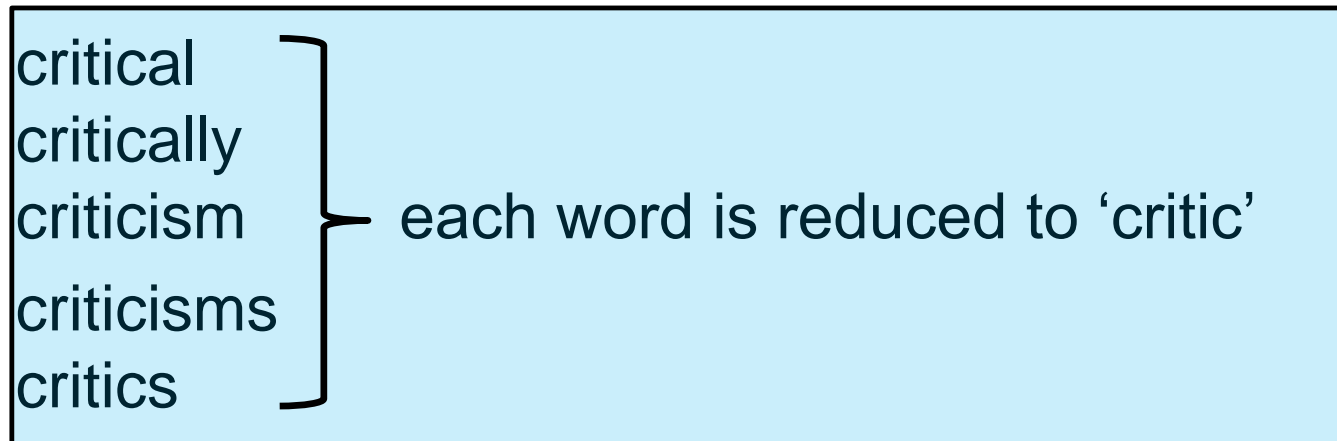 critical
critically
criticism
each word is reduced to ‘critic’
criticisms
critics